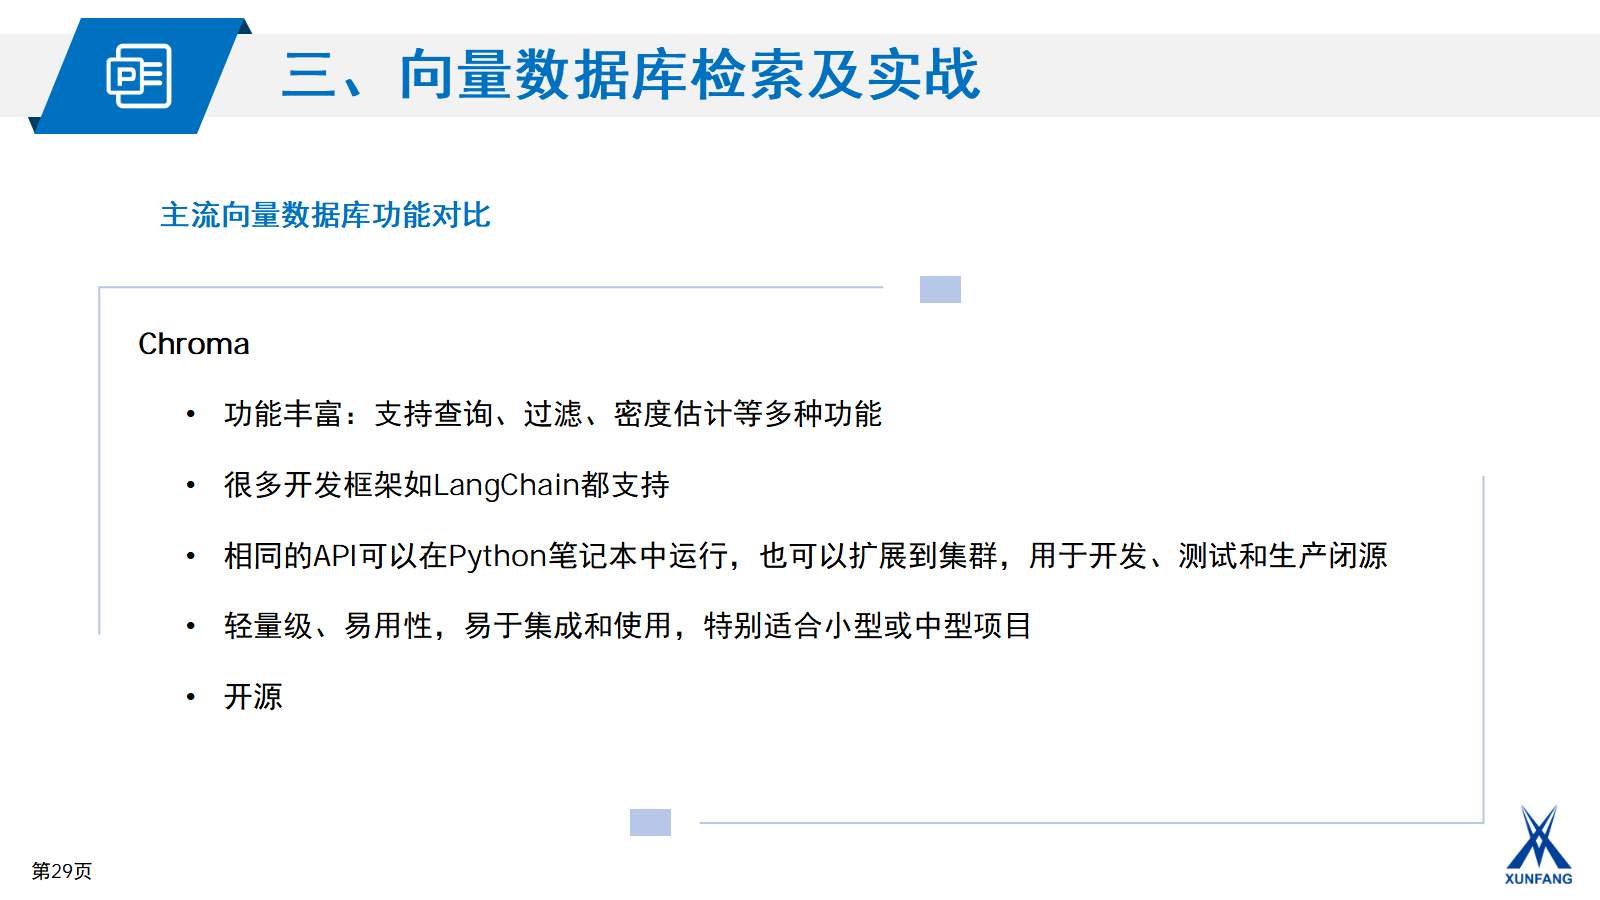 三、向量数据库检索及实战
主流向量数据库功能对比
Chroma
• 功能丰富：支持查询、过滤、密度估计等多种功能
• 很多开发框架如LangChain都支持
• 相同的API可以在Python笔记本中运行，也可以扩展到集群，用于开发、测试和生产闭源
• 轻量级、易用性，易于集成和使用，特别适合小型或中型项目
• 开源
第29页
XUNFANG